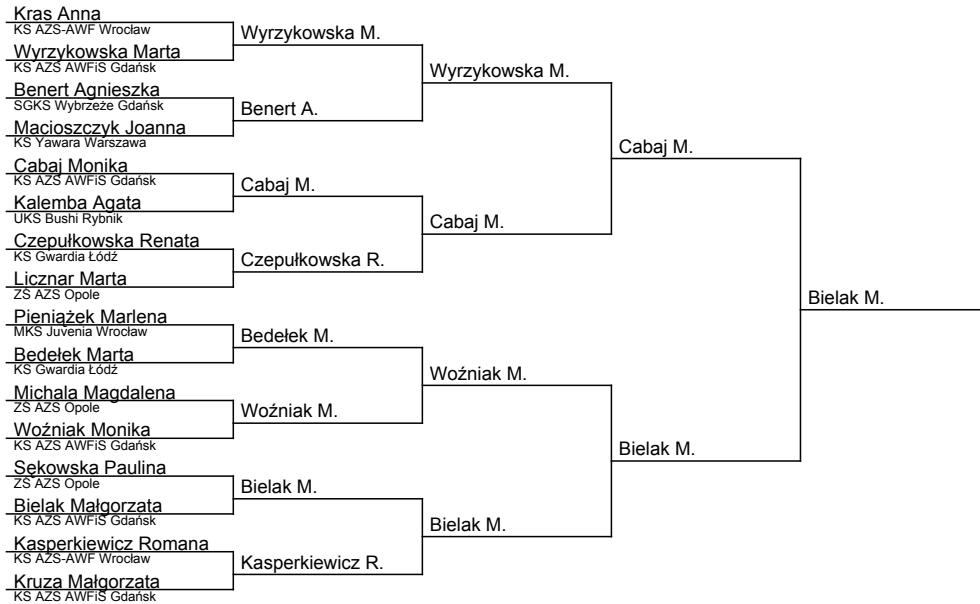 Kras Anna
KS AZS-AWF Wrocław
Wyrzykowska Marta
KS AZS AWFiS Gdańsk
Benert Agnieszka
SGKS Wybrzeże Gdańsk
Macioszczyk Joanna
KS Yawara Warszawa
Cabaj Monika
KS AZS AWFiS Gdańsk
Kalemba Agata
UKS Bushi Rybnik
Czepułkowska Renata
KS Gwardia Łódź
Licznar Marta
ZŚ AZS Opole
Pieniążek Marlena
MKS Juvenia Wrocław
Bedełek Marta
KS Gwardia Łódź
Michala Magdalena
ZŚ AZS Opole
Woźniak Monika
KS AZS AWFiS Gdańsk
Sękowska Paulina
ZŚ AZS Opole
Bielak Małgorzata
KS AZS AWFiS Gdańsk
Kasperkiewicz Romana
KS AZS-AWF Wrocław
Kruza Małgorzata
KS AZS AWFiS Gdańsk
Wyrzykowska M.
Benert A.
Cabaj M.
Czepułkowska R.
Bedełek M.
Woźniak M.
Bielak M.
Kasperkiewicz R.
Wyrzykowska M.
Cabaj M.
Woźniak M.
Bielak M.
Cabaj M.
Bielak M.
Bielak M.